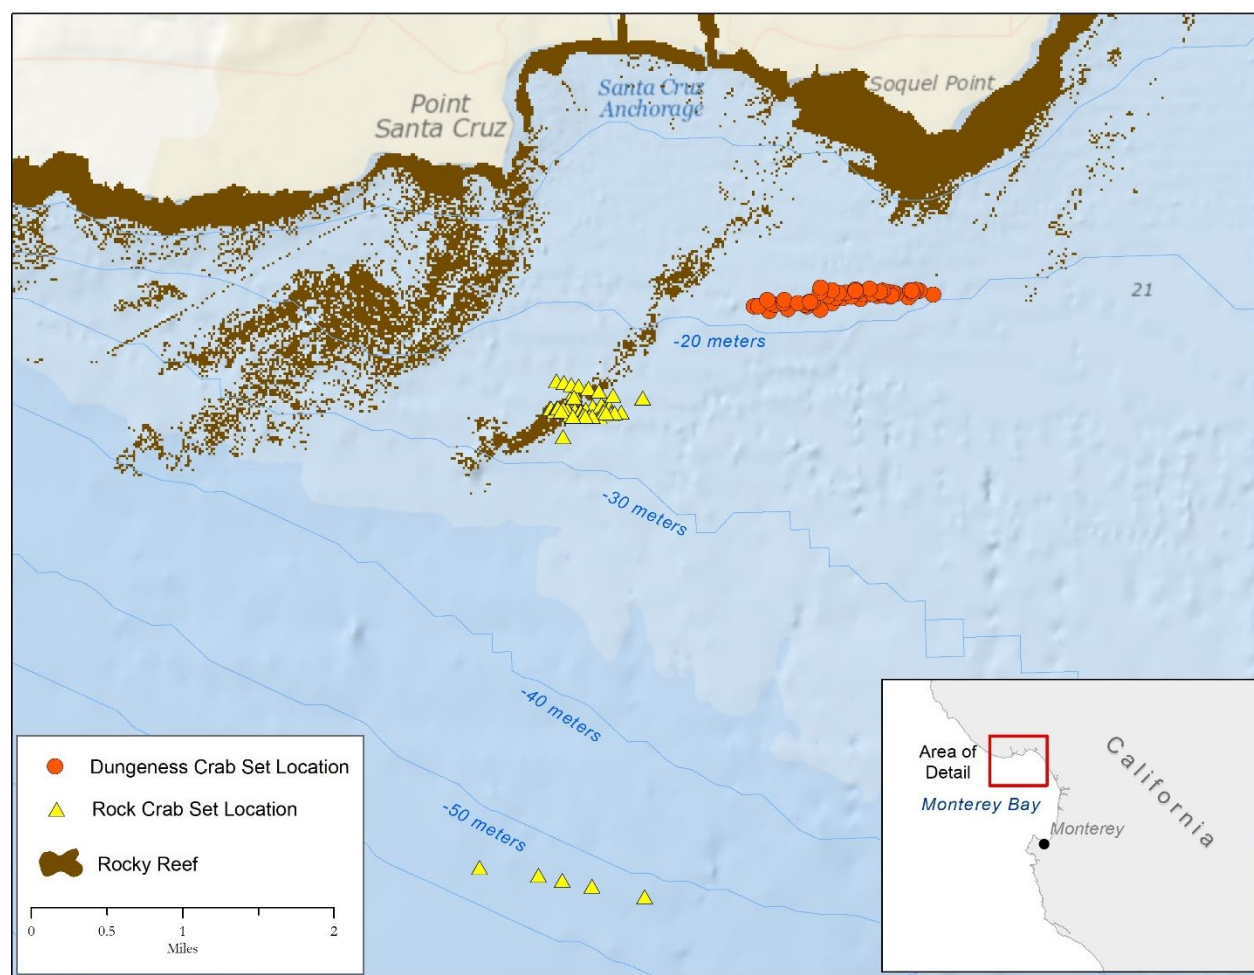 Point
Santa Cruz
Santa Cruz
Anchorage
Soquel Point
21
-20 meters
-30 meters
-40 meters
-50 meters
Dungeness Crab Set Location
Rock Crab Set Location
Rocky Reef
0 0.5 1 2
Miles
Area of
Detail
California
Monterey Bay
Monterey